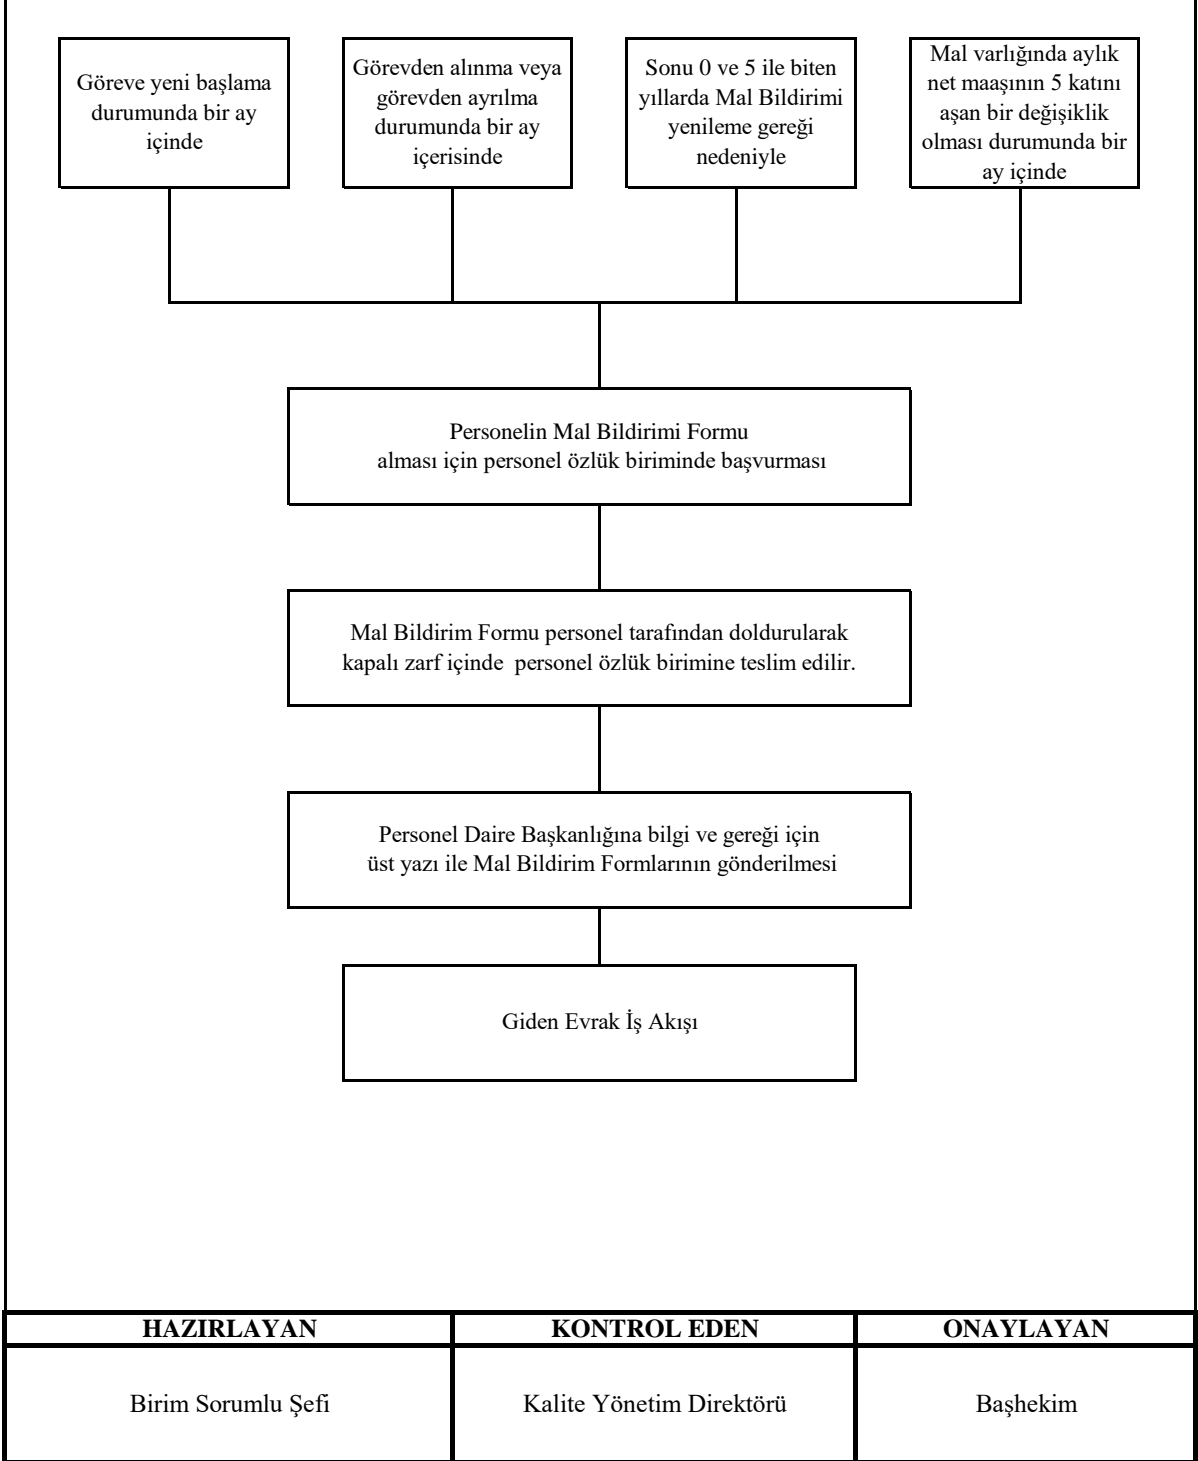 Göreve yeni başlama
durumunda bir ay
içinde
Görevden alınma veya
görevden ayrılma
durumunda bir ay
içerisinde
Sonu 0 ve 5 ile biten
yıllarda Mal Bildirimi
yenileme gereği
nedeniyle
Mal varlığında aylık
net maaşının 5 katını
aşan bir değişiklik
olması durumunda bir
ay içinde
Personelin Mal Bildirimi Formu
alması için personel özlük biriminde başvurması
Mal Bildirim Formu personel tarafından doldurularak
kapalı zarf içinde personel özlük birimine teslim edilir.
Personel Daire Başkanlığına bilgi ve gereği için
üst yazı ile Mal Bildirim Formlarının gönderilmesi
Giden Evrak İş Akışı
HAZIRLAYAN
KONTROL EDEN
ONAYLAYAN
Birim Sorumlu Şefi
Kalite Yönetim Direktörü
Başhekim